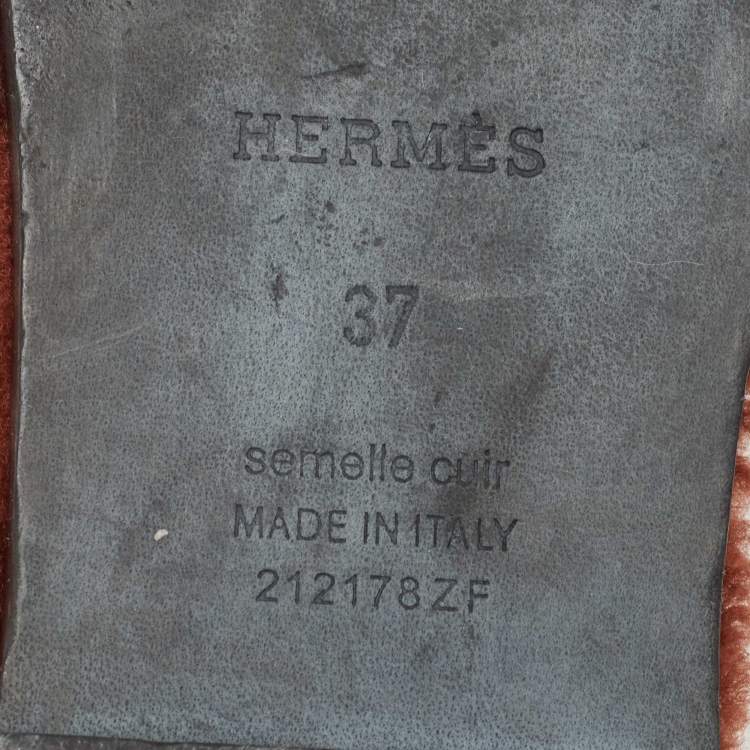 HERMÈS
37
semelle cuir
MADE IN ITALY
212178ZF